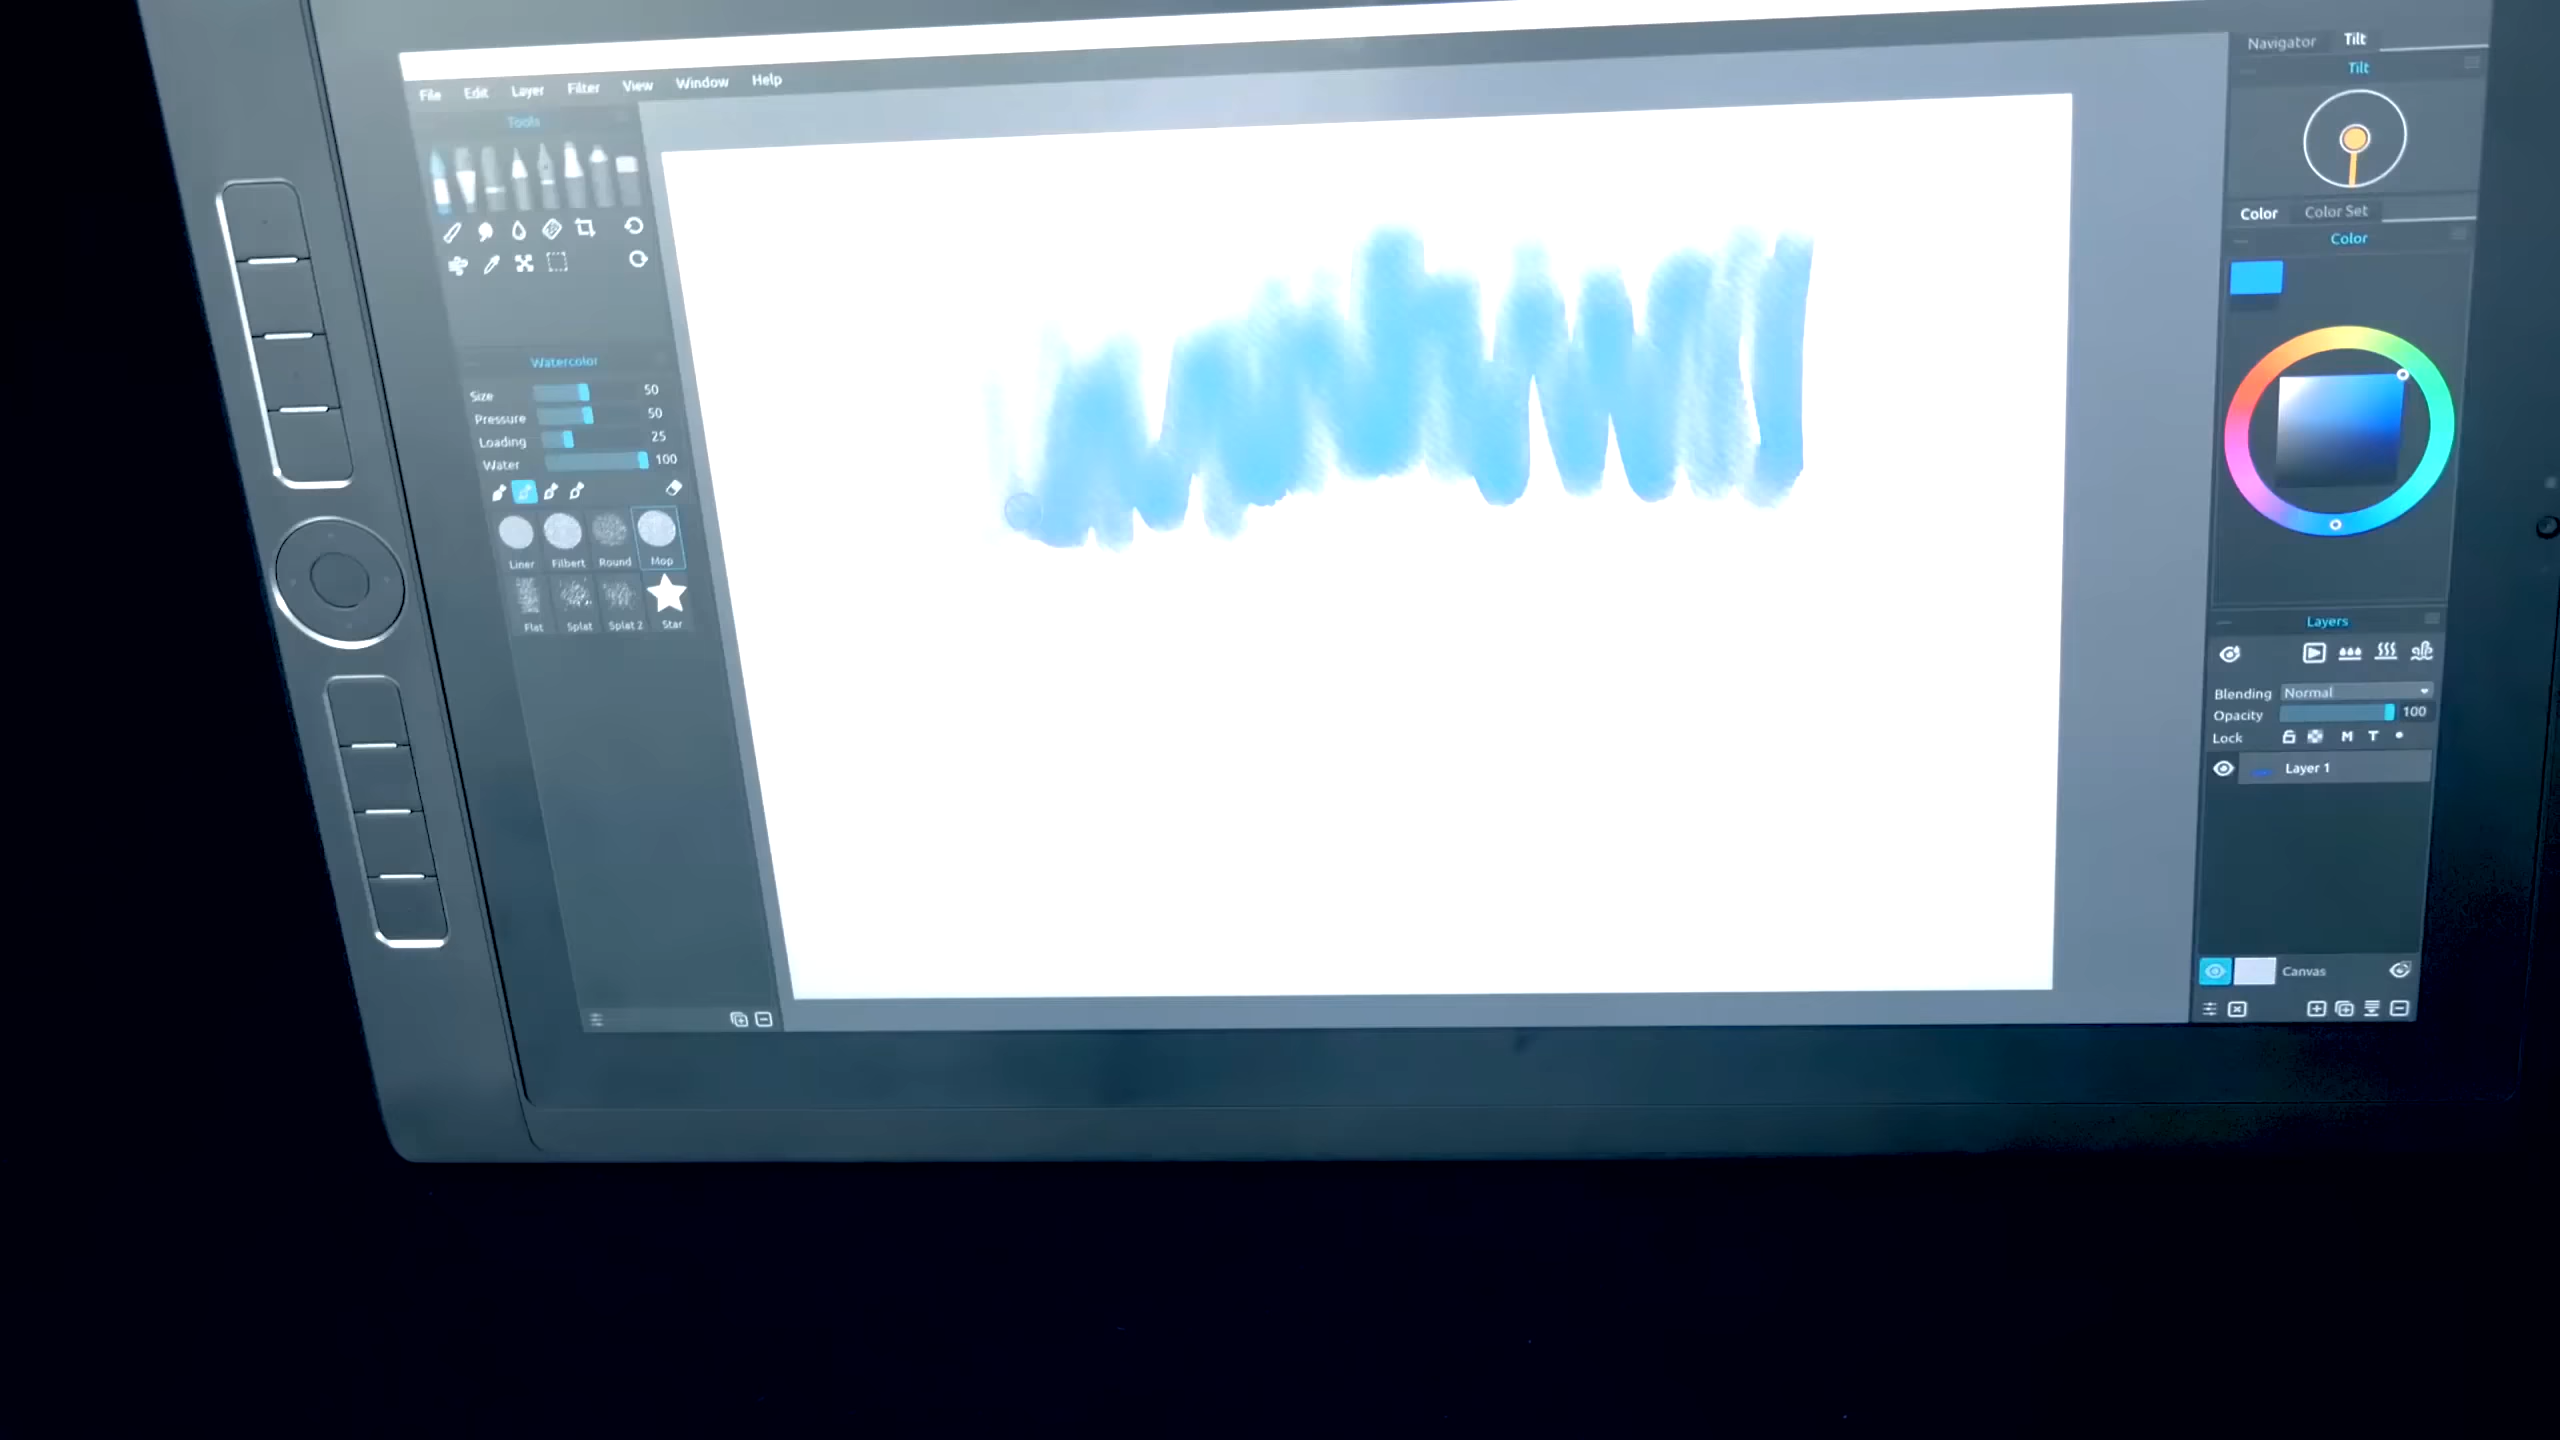 File Edit Layer Filter View Window Help
Tools
Watercolor
Size 50
Pressure 50
Loading 25
Water 100
Liner Filbert Round Mop
Flat Splat Splat 2 Star
Navigator Tilt
Tilt
Color Color Set
Color
Layers
Blending Normal
Opacity 100
Lock M T
Layer 1
Canvas